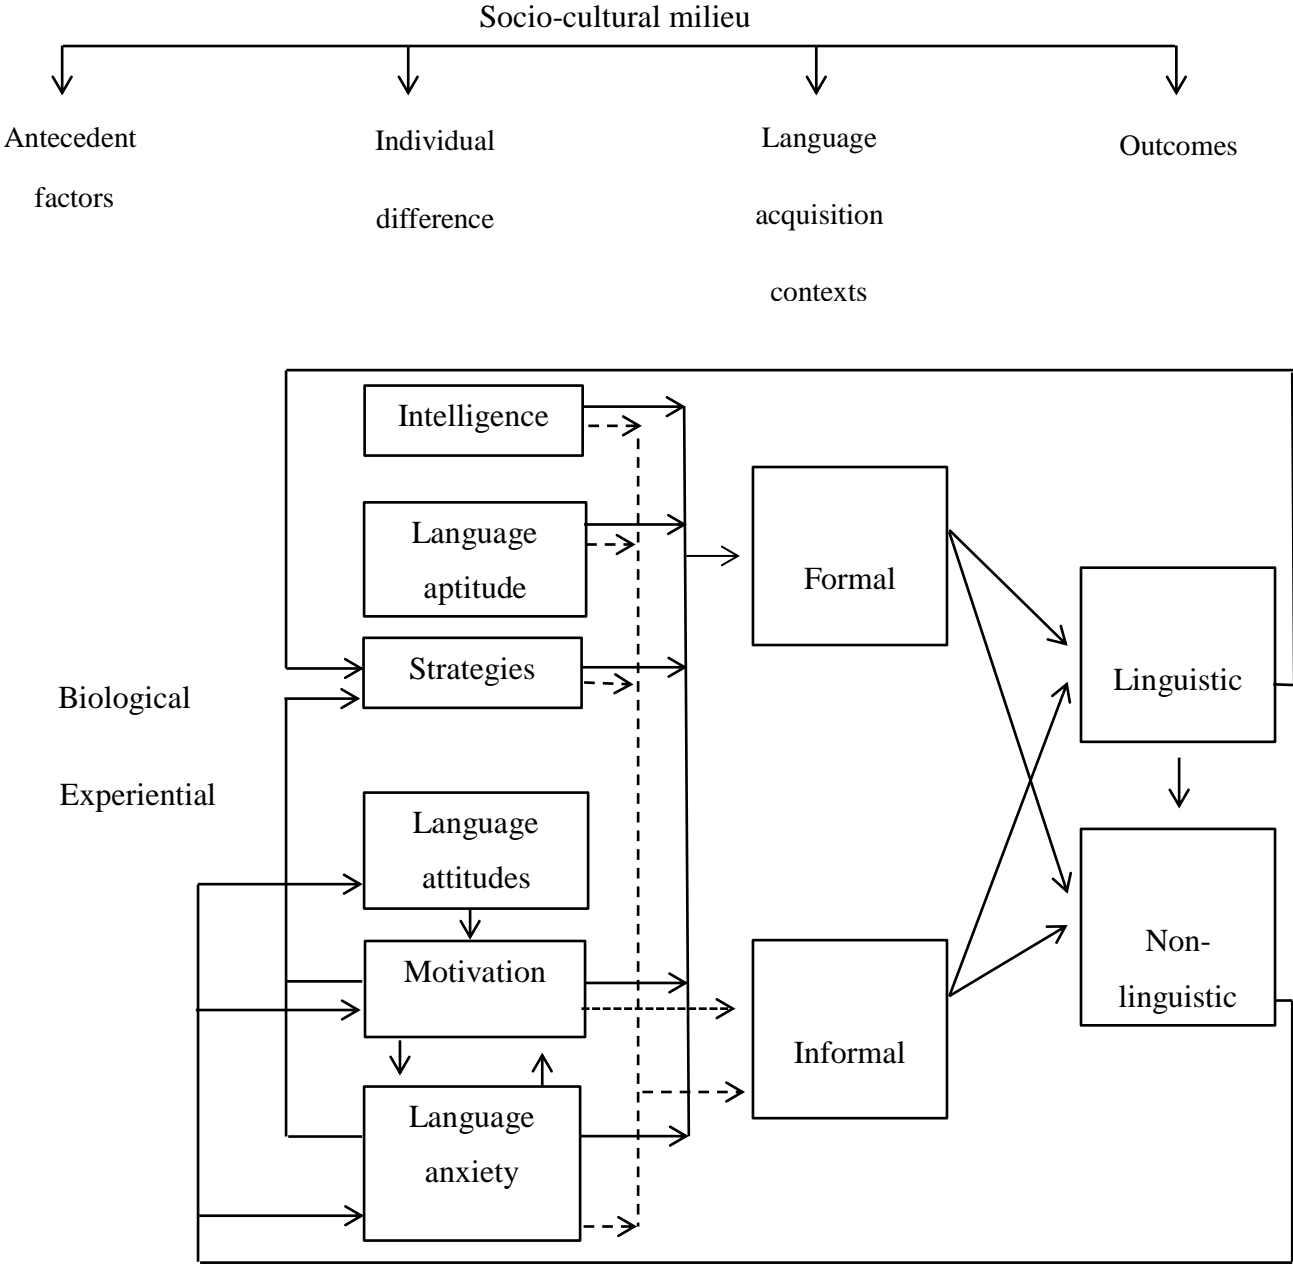 Socio-cultural milieu
Antecedent
factors
Individual
difference
Language
acquisition
contexts
Outcomes
Intelligence
Language
aptitude
Strategies
Biological
Experiential
Language
attitudes
Motivation
Language
anxiety
Formal
Informal
Linguistic
Non-
linguistic